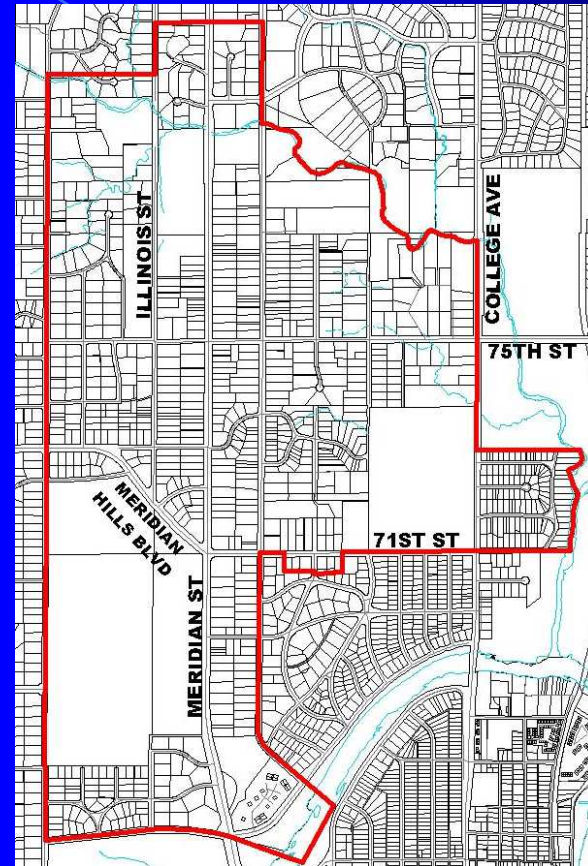 ILLINOIS ST
COLLEGE AVE
75TH ST
MERIDIAN
HILLS BLVD
71ST ST
MERIDIAN ST